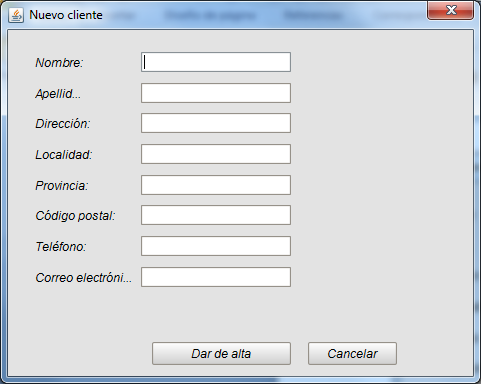 Nuevo cliente
Nombre:
Apellid...
Dirección:
Localidad:
Provincia:
Código postal:
Teléfono:
Correo electróni...
Dar de alta
Cancelar